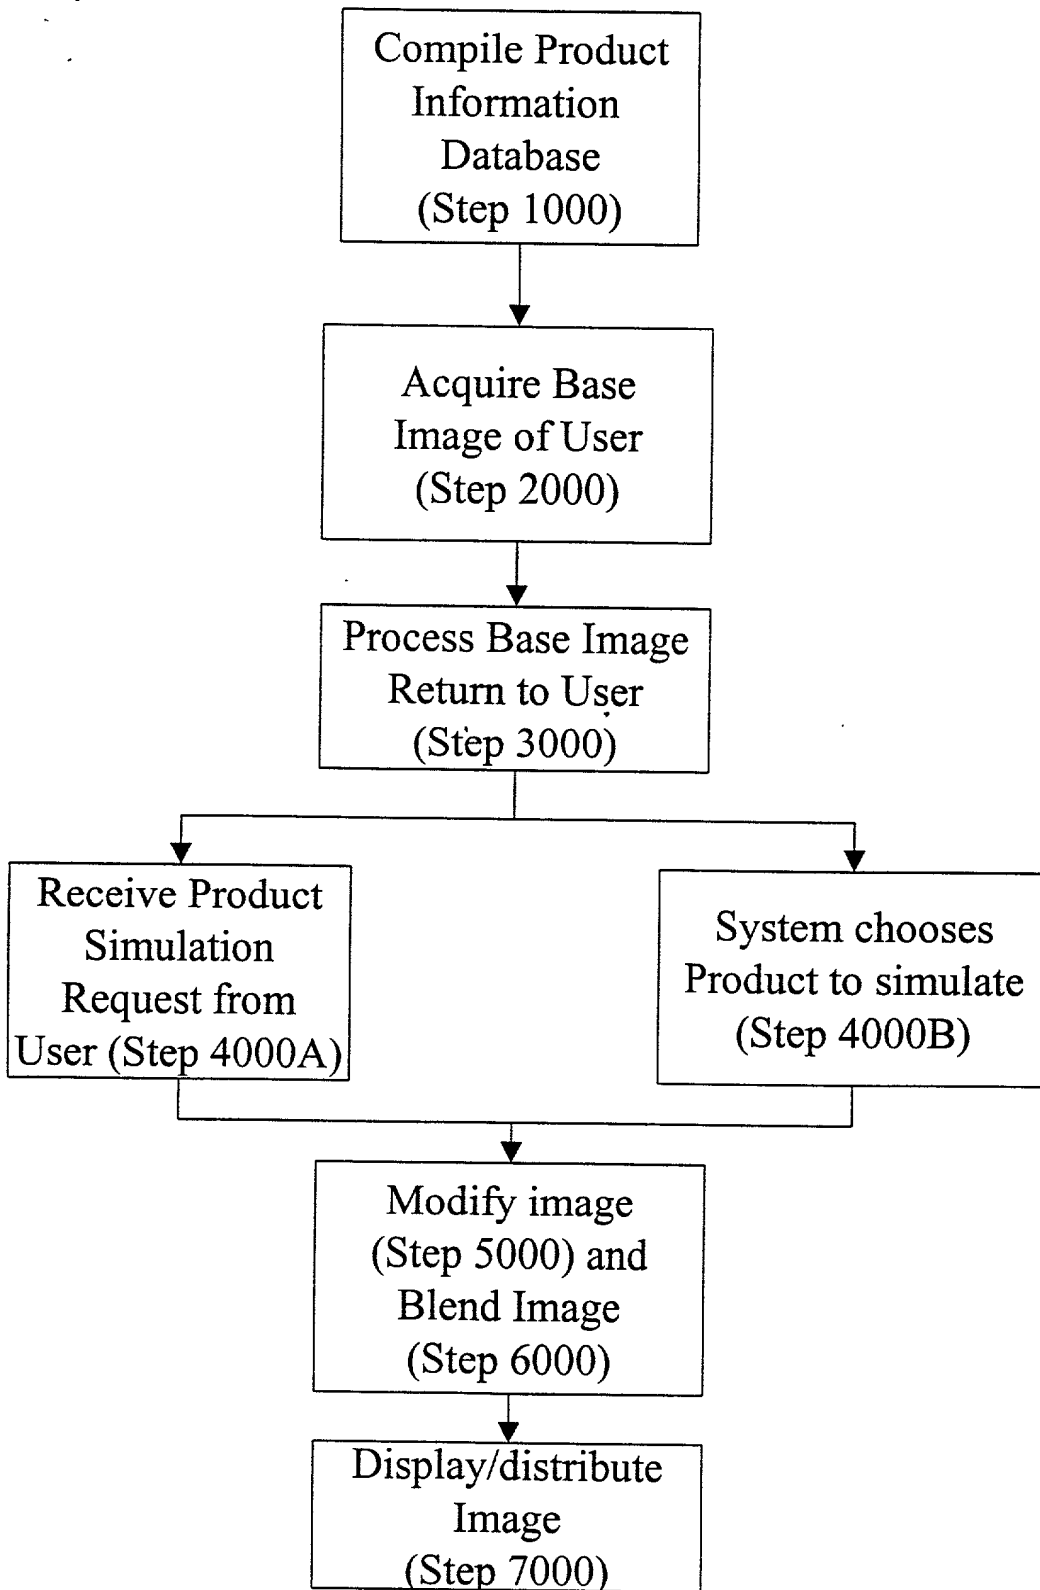 Compile Product
Information
Database
(Step 1000)
Acquire Base
Image of User
(Step 2000)
Process Base Image
Return to User
(Step 3000)
Receive Product
Simulation
Request from
User (Step 4000A)
System chooses
Product to simulate
(Step 4000B)
Modify image
(Step 5000) and
Blend Image
(Step 6000)
Display/distribute
Image
(Step 7000)